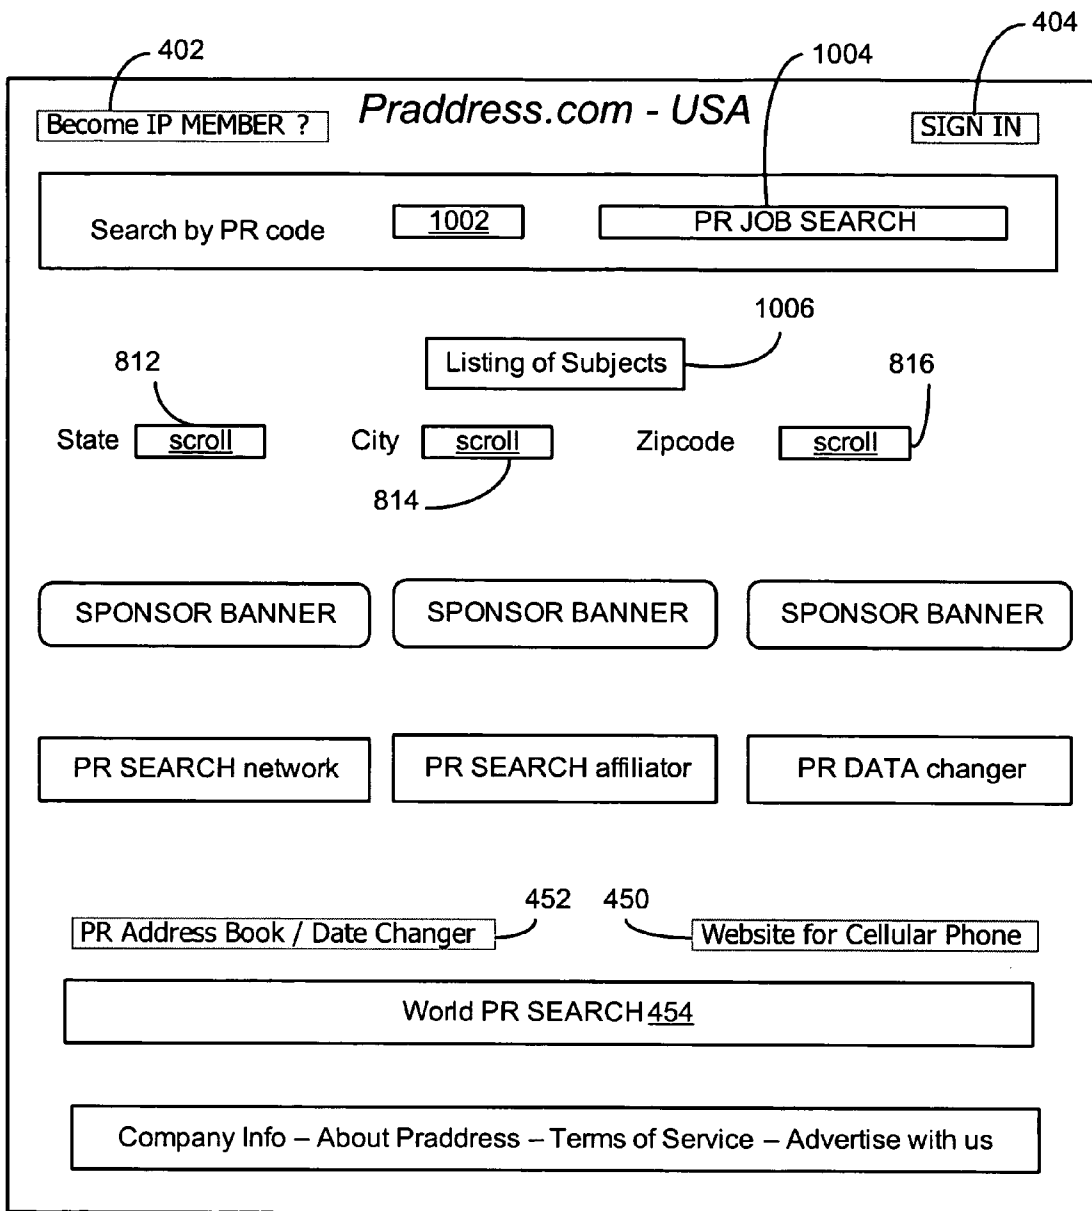 402
404
1004
Praddress.com - USA
Become IP MEMBER ?
SIGN IN
Search by PR code
1002
PR JOB SEARCH
1006
Listing of Subjects
812
816
State scroll City scroll Zipcode scroll
814
SPONSOR BANNER SPONSOR BANNER SPONSOR BANNER
PR SEARCH network PR SEARCH affiliator PR DATA changer
452 450
PR Address Book / Date Changer Website for Cellular Phone
World PR SEARCH 454
Company Info – About Praddress – Terms of Service – Advertise with us